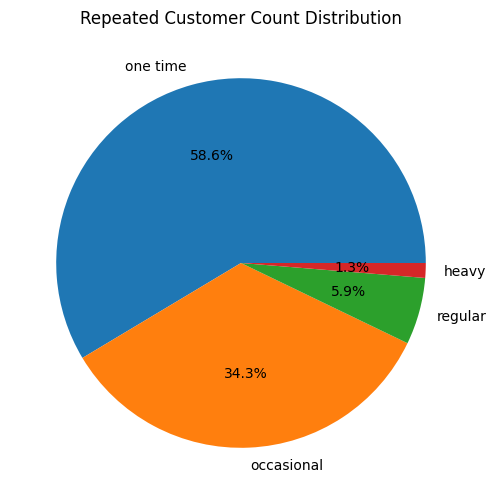 Repeated Customer Count Distribution
one time
58.6%
1.3%
heavy
5.9%
regular
34.3%
occasional